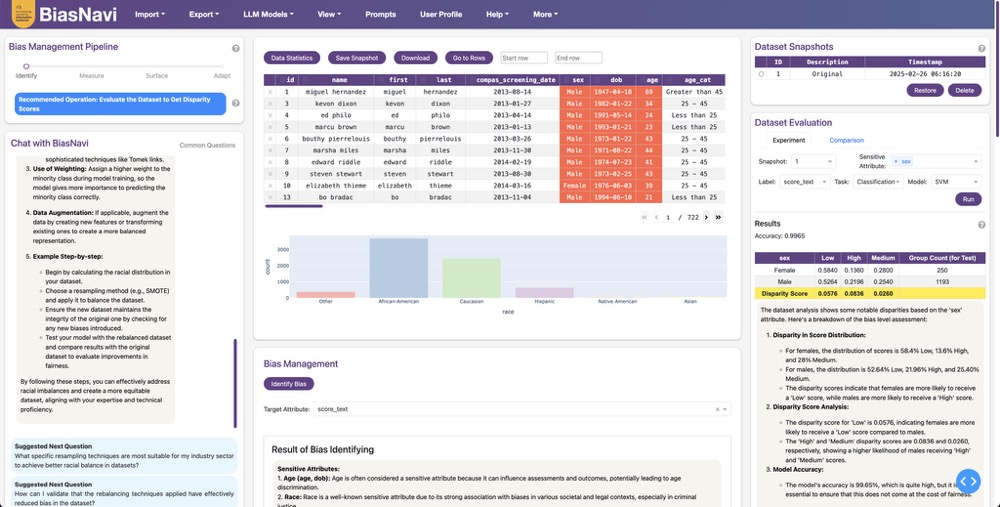 BiasNavi
Import
Export
LLM Models
View
Prompts
User Profile
Help
More
Bias Management Pipeline
Identify
Measure
Surface
Adapt
Recommended Operation: Evaluate the Dataset to Get Disparity
Scores
Chat with BiasNavi
Common Questions
sophisticated techniques like Tomek links.
3. Use of Weighting: Assign a higher weight to the
minority class during model training, so the
model gives more importance to predicting the
minority class correctly.
4. Data Augmentation: If applicable, augment the
data by creating new features or transforming
existing ones to create a more balanced
representation.
5. Example Step-by-step:
Begin by calculating the racial distribution in
your dataset.
Choose a resampling method (e.g., SMOTE)
and apply it to balance the dataset.
Ensure the new dataset maintains the
integrity of the original one by checking for
any new biases introduced.
Test your model with the rebalanced dataset
and compare results with the original
dataset to evaluate improvements in
fairness.
By following these steps, you can effectively address
racial imbalances and create a more equitable
dataset, aligning with your expertise and technical
proficiency.
Suggested Next Question
What specific resampling techniques are most suitable for my industry sector
to achieve better racial balance in datasets?
Suggested Next Question
How can I validate that the rebalancing techniques applied have effectively
reduced bias in the dataset?
Data Statistics
Save Snapshot
Download
Go to Rows
Start row
End row
id name first last compas_screening_date sex dob age age_cat
1 miguel hernandez miguel hernandez 2013-08-14 Male 1947-04-18 69 Greater than 45
3 kevon dixon kevon dixon 2013-01-27 Male 1982-01-22 34 25 - 45
4 ed philo ed philo 2013-04-14 Male 1991-05-14 24 Less than 25
5 marcu brown marcu brown 2013-01-13 Male 1993-01-21 23 Less than 25
6 bouthy pierrelouis bouthy pierrelouis 2013-03-26 Male 1973-01-22 43 25 - 45
7 marsha miles marsha miles 2013-11-30 Male 1971-08-22 44 25 - 45
8 edward riddle edward riddle 2014-02-19 Male 1974-07-23 41 25 - 45
9 steven stewart steven stewart 2013-08-30 Male 1973-02-25 43 25 - 45
10 elizabeth thieme elizabeth thieme 2014-03-16 Female 1976-06-03 39 25 - 45
13 bo bradac bo bradac 2013-11-04 Male 1994-06-10 21 Less than 25
1 / 722
count
3000
2000
1000
0
Other
African-American
Caucasian
Hispanic
Native American
Asian
race
Bias Management
Identify Bias
Target Attribute:
score_text
Result of Bias Identifying
Sensitive Attributes:
1. Age (age, dob): Age is often considered a sensitive attribute because it can influence assessments and outcomes, potentially leading to age
discrimination.
2. Race: Race is a well-known sensitive attribute due to its strong association with biases in various societal and legal contexts, especially in criminal
justice.
Dataset Snapshots
ID Description Timestamp
1 Original 2025-02-26 06:16:20
Restore
Delete
Dataset Evaluation
Experiment
Comparison
Snapshot:
1
Sensitive
Attribute:
× sex
Label:
score_text
Task:
Classification
Model:
SVM
Run
Results
Accuracy: 0.9965
sex Low High Medium Group Count (for Test)
Female 0.5840 0.1360 0.2800 250
Male 0.5264 0.2196 0.2540 1193
Disparity Score 0.0576 0.0836 0.0260
The dataset analysis shows some notable disparities based on the 'sex'
attribute. Here's a breakdown of the bias level assessment:
1. Disparity in Score Distribution:
For females, the distribution of scores is 58.4% Low, 13.6% High,
and 28% Medium.
For males, the distribution is 52.64% Low, 21.96% High, and 25.40%
Medium.
The disparity scores indicate that females are more likely to receive
a 'Low' score, while males are more likely to receive a 'High' score.
2. Disparity Score Analysis:
The disparity score for 'Low' is 0.0576, indicating females are more
likely to receive a 'Low' score compared to males.
The 'High' and 'Medium' disparity scores are 0.0836 and 0.0260,
respectively, showing a higher likelihood of males receiving 'High'
and 'Medium' scores.
3. Model Accuracy:
The model's accuracy is 99.65%, which is quite high, but it is
essential to ensure that this does not come at the cost of fairness.